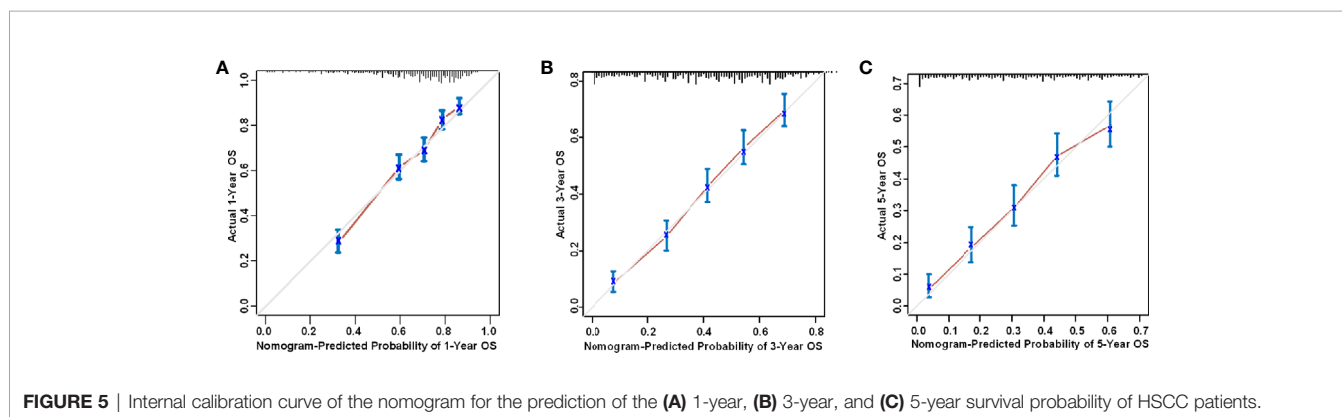 A
B
C
1.0
0.8
0.6
0.4
0.2
0.0
Actual 1-Year OS
0.0 0.2 0.4 0.6 0.8 1.0
Nomogram-Predicted Probability of 1-Year OS
0.8
0.6
0.4
0.2
0.0
Actual 3-Year OS
0.0 0.2 0.4 0.6 0.8
Nomogram-Predicted Probability of 3-Year OS
0.7
0.6
0.5
0.4
0.3
0.2
0.1
0.0
Actual 5-Year OS
0.0 0.1 0.2 0.3 0.4 0.5 0.6 0.7
Nomogram-Predicted Probability of 5-Year OS
FIGURE 5 | Internal calibration curve of the nomogram for the prediction of the (A) 1-year, (B) 3-year, and (C) 5-year survival probability of HSCC patients.